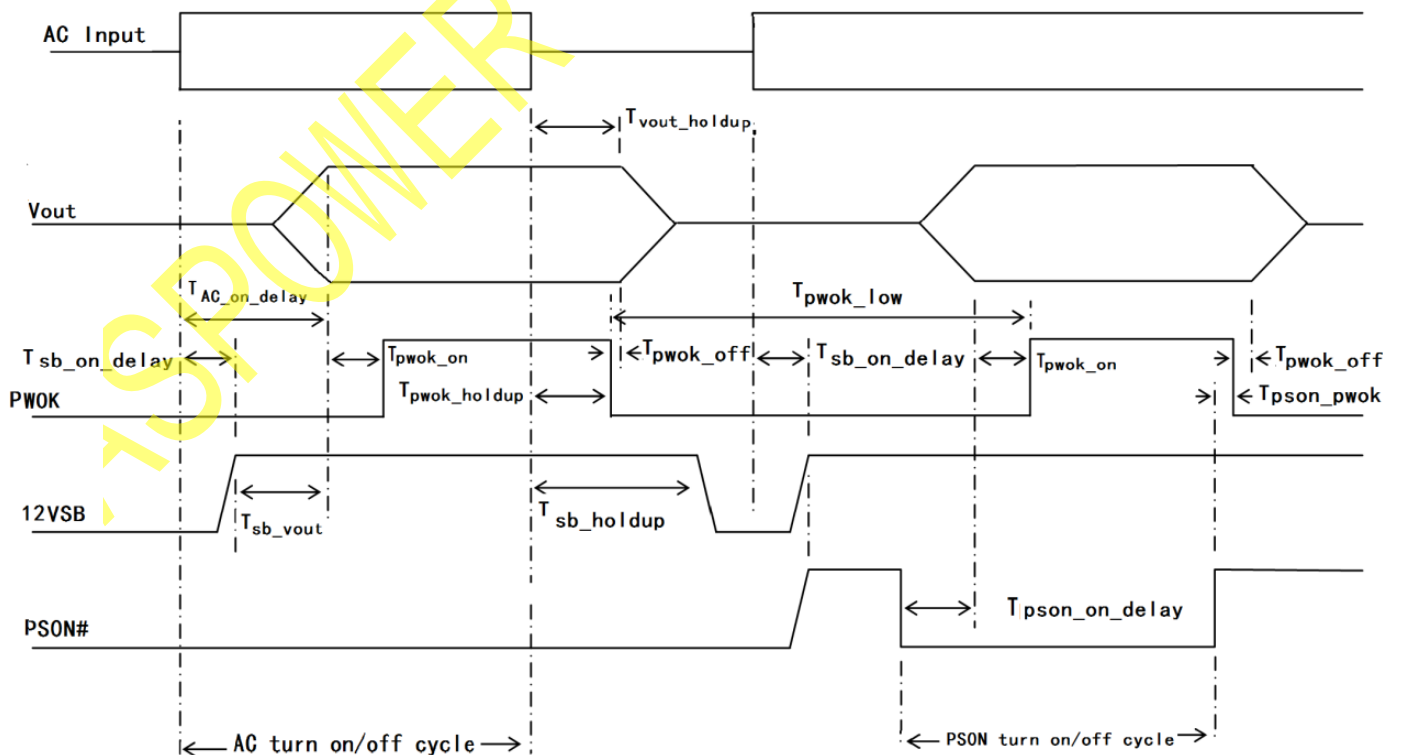 AC Input
Tvout_holdup
Vout
TAC_on_delay
Tpwok_low
Tsb_on_delay
Tpwok_on
Tpwok_off
Tsb_on_delay
Tpwok_on
Tpwok_off
PWOK
Tpwok_holdup
Tpson_pwok
12VSB
Tsb_vout
Tsb_holdup
PSON#
Tpson_on_delay
AC turn on/off cycle
PSON turn on/off cycle
SPOWER